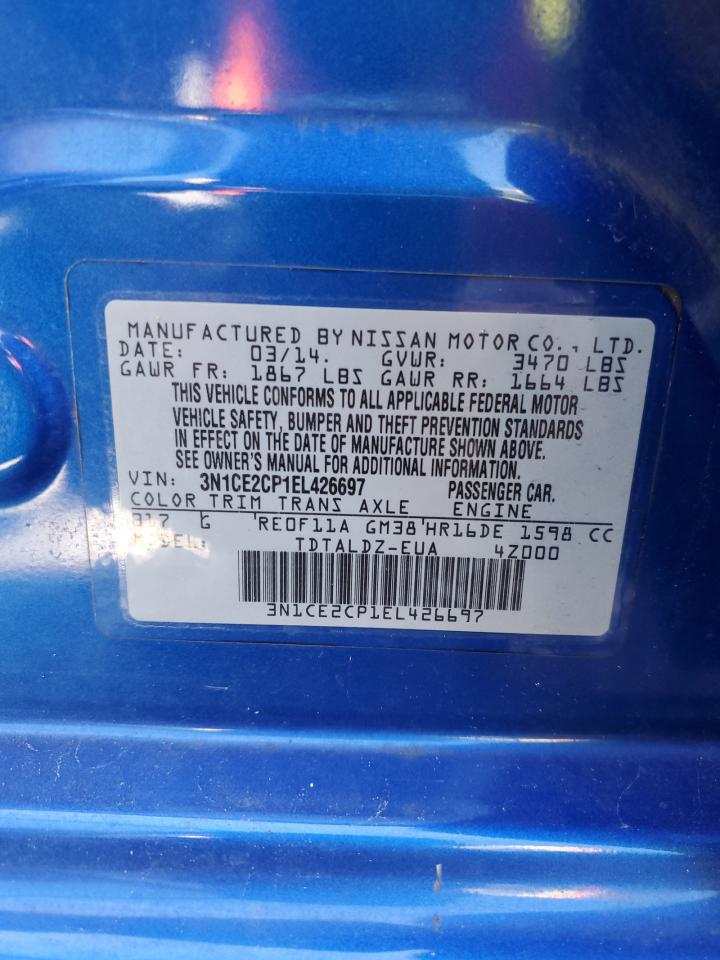 MANUFACTURED BY NISSAN MOTOR CO., LTD.
DATE: 03/14. GVWR: 3470 LBS
GAWR FR: 1867 LBS GAWR RR: 1664 LBS
THIS VEHICLE CONFORMS TO ALL APPLICABLE FEDERAL MOTOR
VEHICLE SAFETY, BUMPER AND THEFT PREVENTION STANDARDS
IN EFFECT ON THE DATE OF MANUFACTURE SHOWN ABOVE.
SEE OWNER'S MANUAL FOR ADDITIONAL INFORMATION.
VIN: 3N1CE2CP1EL426697 PASSENGER CAR.
COLOR TRIM TRANS AXLE ENGINE
G RE0F11A GM38 HR16DE 1598 CC
MODEL: TDTALDZ-EUA 4Z000
3N1CE2CP1EL426697